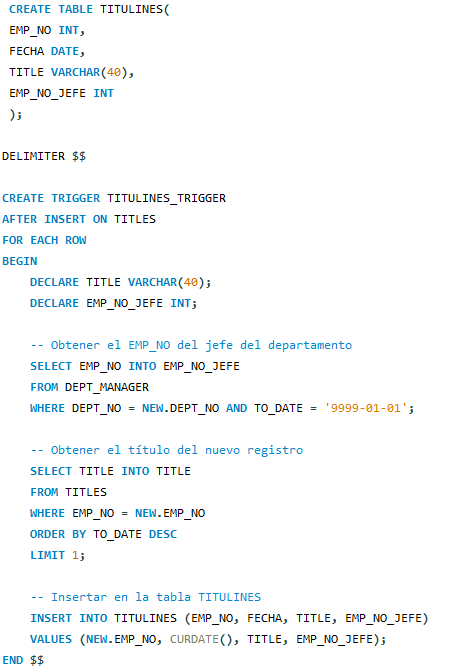 CREATE TABLE TITULINES(
EMP_NO INT,
FECHA DATE,
TITLE VARCHAR(40),
EMP_NO_JEFE INT
);
DELIMITER $$
CREATE TRIGGER TITULINES_TRIGGER
AFTER INSERT ON TITLES
FOR EACH ROW
BEGIN
DECLARE TITLE VARCHAR(40);
DECLARE EMP_NO_JEFE INT;
-- Obtener el EMP_NO del jefe del departamento
SELECT EMP_NO INTO EMP_NO_JEFE
FROM DEPT_MANAGER
WHERE DEPT_NO = NEW.DEPT_NO AND TO_DATE = '9999-01-01';
-- Obtener el título del nuevo registro
SELECT TITLE INTO TITLE
FROM TITLES
WHERE EMP_NO = NEW.EMP_NO
ORDER BY TO_DATE DESC
LIMIT 1;
-- Insertar en la tabla TITULINES
INSERT INTO TITULINES (EMP_NO, FECHA, TITLE, EMP_NO_JEFE)
VALUES (NEW.EMP_NO, CURDATE(), TITLE, EMP_NO_JEFE);
END $$